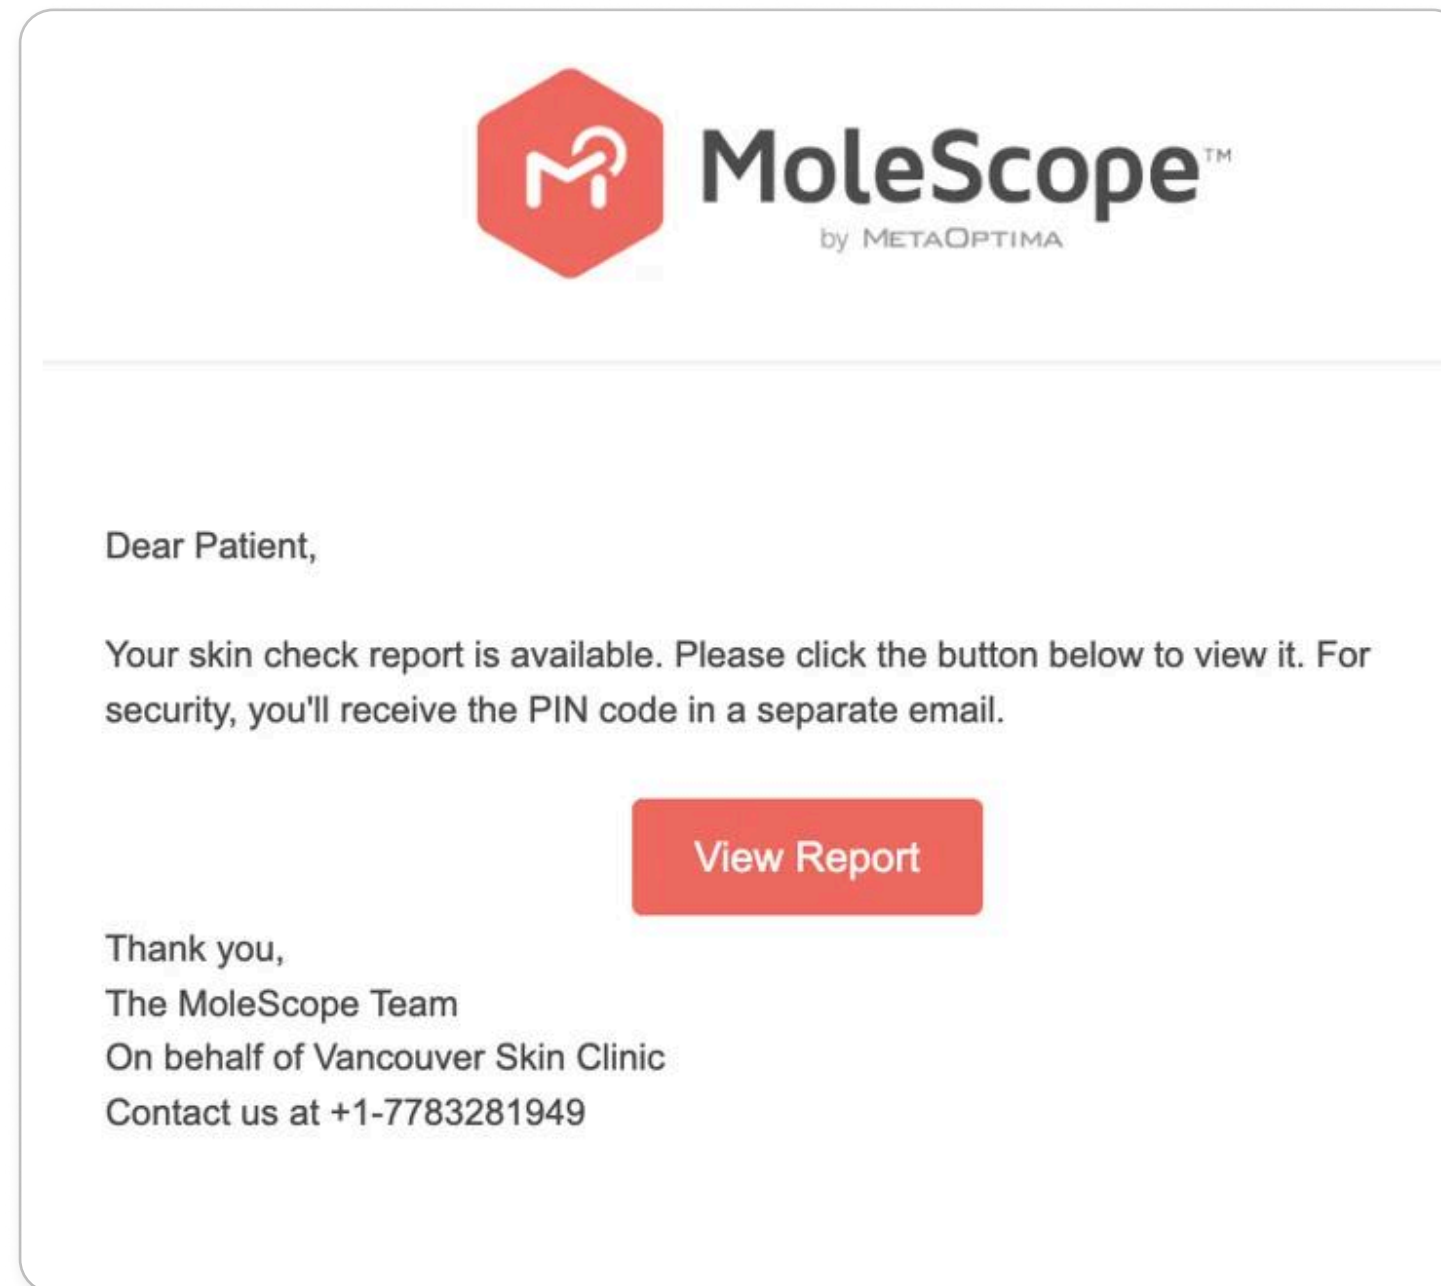 MoleScope™
by METAOPTIMA
Dear Patient,
Your skin check report is available. Please click the button below to view it. For
security, you'll receive the PIN code in a separate email.
View Report
Thank you,
The MoleScope Team
On behalf of Vancouver Skin Clinic
Contact us at +1-7783281949